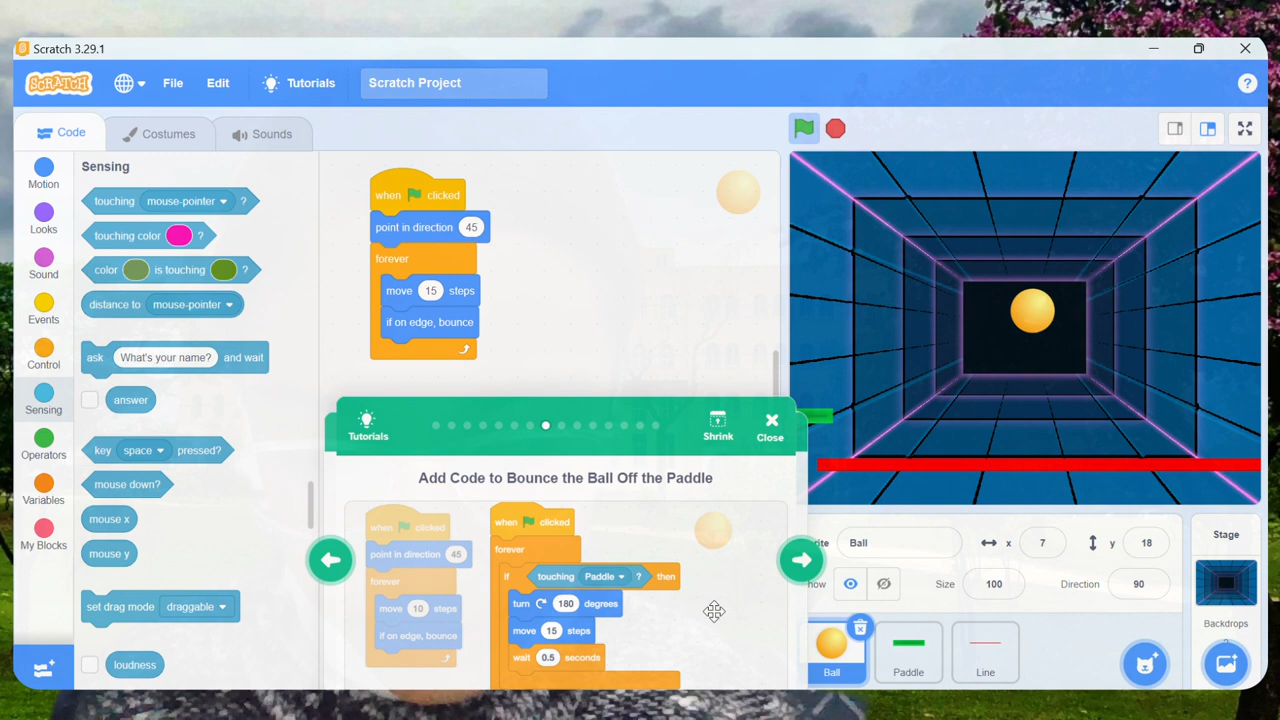 Scratch 3.29.1
SCRATCH
File
Edit
Tutorials
Scratch Project
?
Code
Costumes
Sounds
Motion
Looks
Sound
Events
Control
Sensing
Operators
Variables
My Blocks
Sensing
touching mouse-pointer ?
touching color ?
color is touching ?
distance to mouse-pointer
ask What's your name? and wait
answer
key space pressed?
mouse down?
mouse x
mouse y
set drag mode draggable
loudness
when clicked
point in direction 45
forever
move 15 steps
if on edge, bounce
Tutorials
Shrink
Close
Add Code to Bounce the Ball Off the Paddle
when clicked
point in direction 45
forever
move 10 steps
if on edge, bounce
when clicked
forever
if touching Paddle ? then
turn 180 degrees
move 15 steps
wait 0.5 seconds
rite Ball
x 7
y 18
how
Size 100
Direction 90
Ball
Paddle
Line
Stage
Backdrops